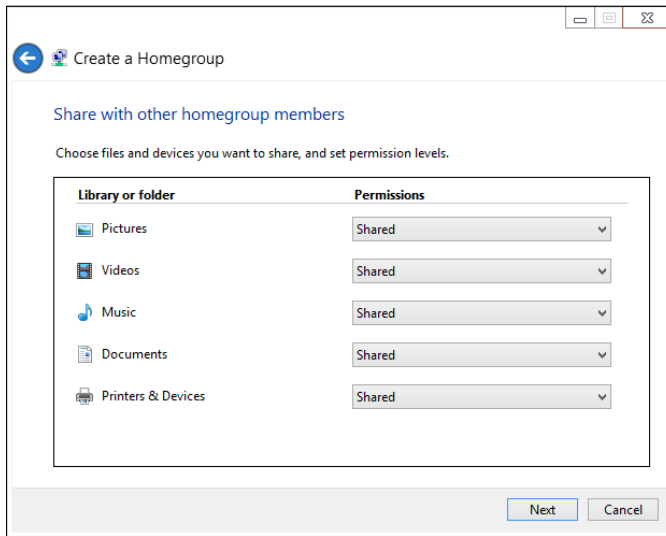 Create a Homegroup
Share with other homegroup members
Choose files and devices you want to share, and set permission levels.
Library or folder Permissions
Pictures Shared
Videos Shared
Music Shared
Documents Shared
Printers & Devices Shared
Next Cancel